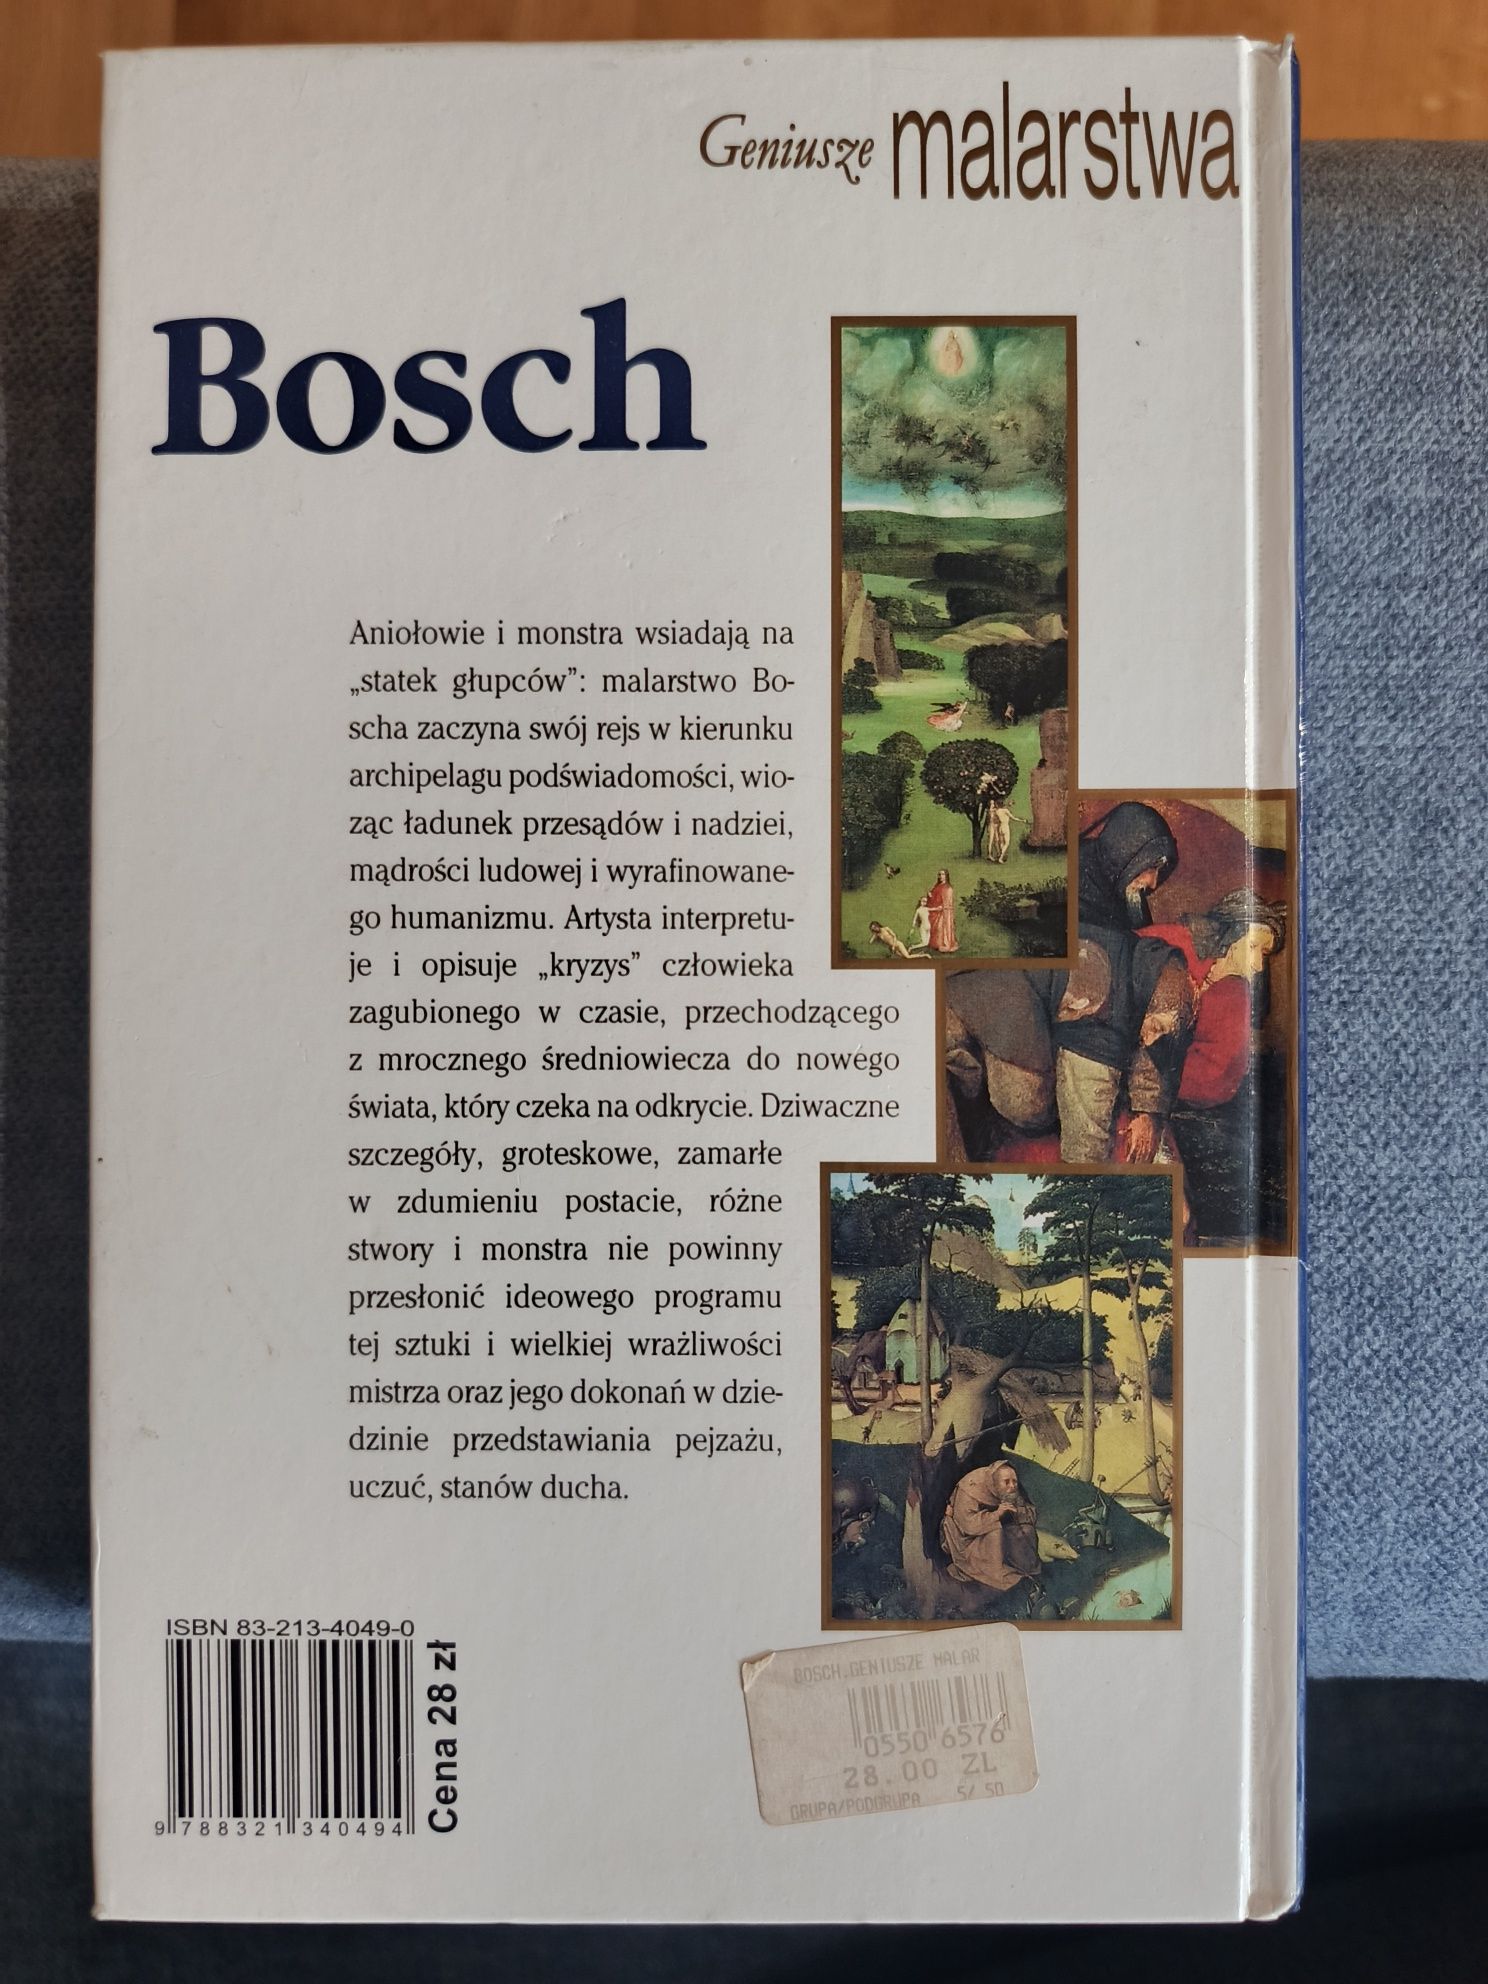 Geniusze malarstwa
Bosch
Aniołowie i monstra wsiadają na
„statek głupców”: malarstwo Bo-
scha zaczyna swój rejs w kierunku
archipelagu podświadomości, wio-
ząc ładunek przesądów i nadziei,
mądrości ludowej i wyrafinowane-
go humanizmu. Artysta interpretu-
je i opisuje „kryzys” człowieka
zagubionego w czasie, przechodzącego
z mrocznego średniowiecza do nowego
świata, który czeka na odkrycie. Dziwaczne
szczegóły, groteskowe, zamarłe
w zdumieniu postacie, różne
stwory i monstra nie powinny
przesłonić ideowego programu
tej sztuki i wielkiej wrażliwości
mistrza oraz jego dokonań w dzie-
dzinie przedstawiania pejzażu,
uczuć, stanów ducha.
ISBN 83-213-4049-0
9 788321 340494
Cena 28 zł
BOSCH.GENIUSZE MALAR
0550 6576
28.00 ZL
GRUPA/PODGRUPA 5/ 50